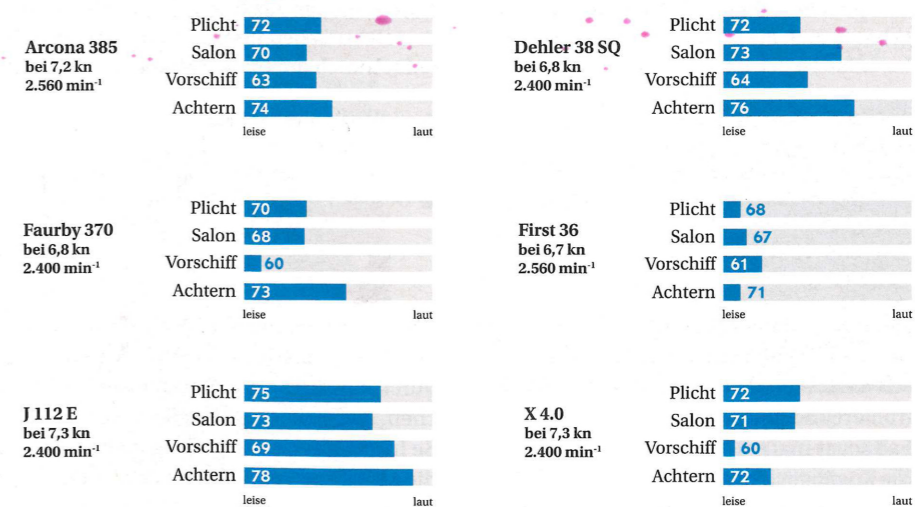 Arcona 385
bei 7,2 kn
2.560 min⁻¹
Plicht 72
Salon 70
Vorschiff 63
Achtern 74
leise laut
Dehler 38 SQ
bei 6,8 kn
2.400 min⁻¹
Plicht 72
Salon 73
Vorschiff 64
Achtern 76
leise laut
Faurby 370
bei 6,8 kn
2.400 min⁻¹
Plicht 70
Salon 68
Vorschiff 60
Achtern 73
leise laut
First 36
bei 6,7 kn
2.560 min⁻¹
Plicht 68
Salon 67
Vorschiff 61
Achtern 71
leise laut
J 112 E
bei 7,3 kn
2.400 min⁻¹
Plicht 75
Salon 73
Vorschiff 69
Achtern 78
leise laut
X 4.0
bei 7,3 kn
2.400 min⁻¹
Plicht 72
Salon 71
Vorschiff 60
Achtern 72
leise laut